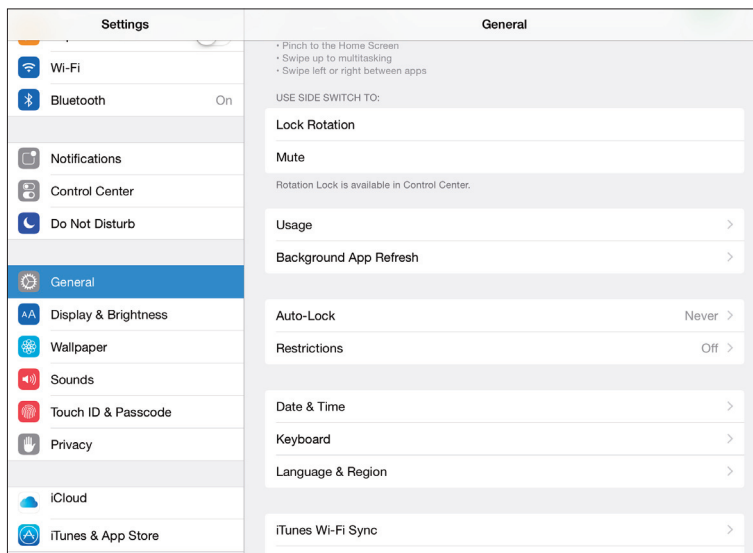 Settings
Wi-Fi
Bluetooth On
Notifications
Control Center
Do Not Disturb
General
AA Display & Brightness
Wallpaper
Sounds
Touch ID & Passcode
Privacy
iCloud
iTunes & App Store
General
• Pinch to the Home Screen
• Swipe up to multitasking
• Swipe left or right between apps
USE SIDE SWITCH TO:
Lock Rotation
Mute
Rotation Lock is available in Control Center.
Usage
Background App Refresh
Auto-Lock Never
Restrictions Off
Date & Time
Keyboard
Language & Region
iTunes Wi-Fi Sync